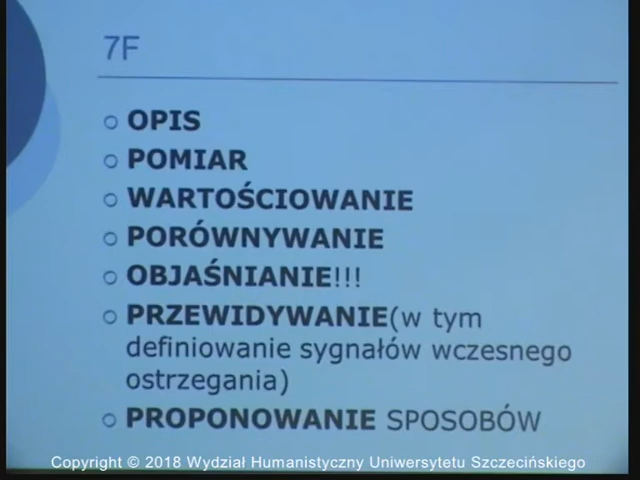 7F
OPIS
POMIAR
WARTOŚCIOWANIE
PORÓWNYWANIE
OBJAŚNIANIE!!!
PRZEWIDYWANIE(w tym
definiowanie sygnałów wczesnego
ostrzegania)
PROPONOWANIE SPOSOBÓW
Copyright © 2018 Wydział Humanistyczny Uniwersytetu Szczecińskiego